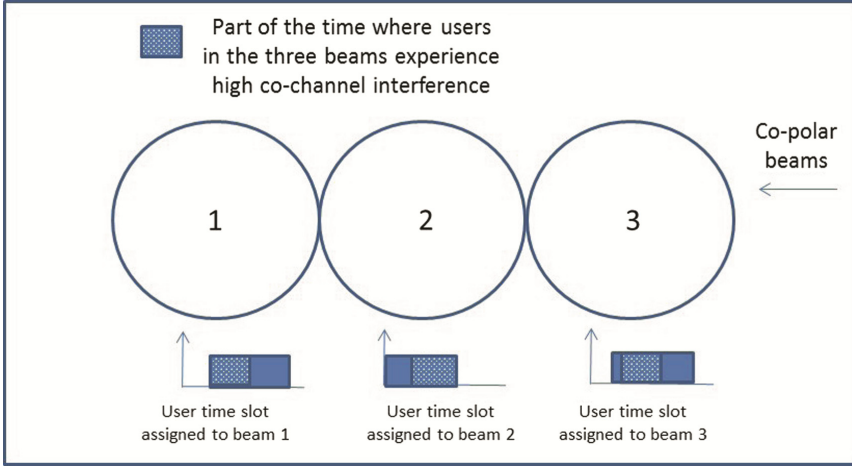 Part of the time where users
in the three beams experience
high co-channel interference
Co-polar
beams
1
2
3
User time slot
assigned to beam 1
User time slot
assigned to beam 2
User time slot
assigned to beam 3